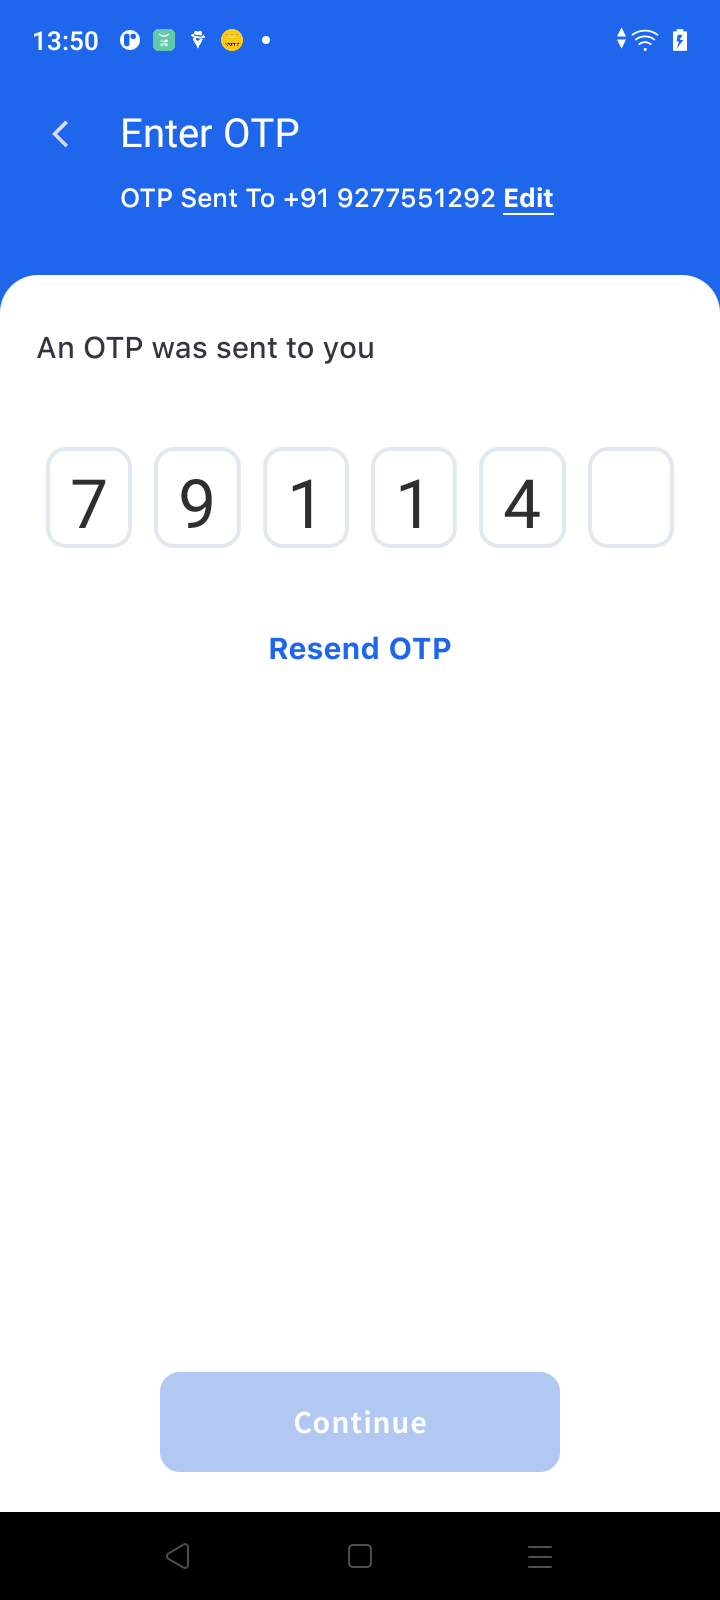 13:50
Enter OTP
OTP Sent To +91 9277551292 Edit
An OTP was sent to you
7 9 1 1 4
Resend OTP
Continue